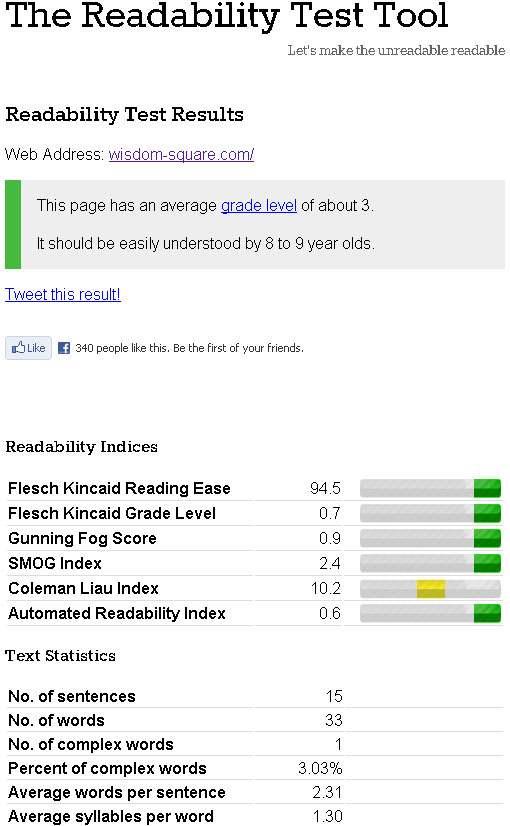 The Readability Test Tool
Let's make the unreadable readable
Readability Test Results
Web Address: wisdom-square.com/
This page has an average grade level of about 3.
It should be easily understood by 8 to 9 year olds.
Tweet this result!
Like 340 people like this. Be the first of your friends.
Readability Indices
Flesch Kincaid Reading Ease 94.5
Flesch Kincaid Grade Level 0.7
Gunning Fog Score 0.9
SMOG Index 2.4
Coleman Liau Index 10.2
Automated Readability Index 0.6
Text Statistics
No. of sentences 15
No. of words 33
No. of complex words 1
Percent of complex words 3.03%
Average words per sentence 2.31
Average syllables per word 1.30